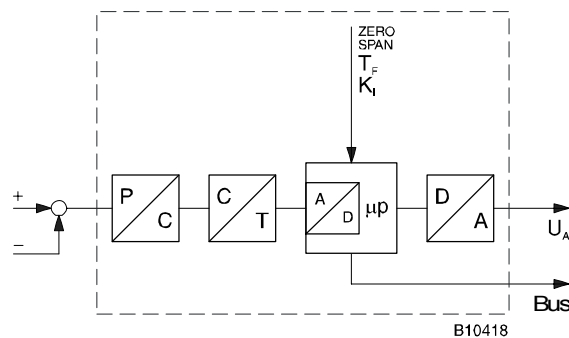 ZERO
SPAN
T_F
K_I
+
−
P
C
C
T
A
D
µp
D
A
U_A
Bus
B10418